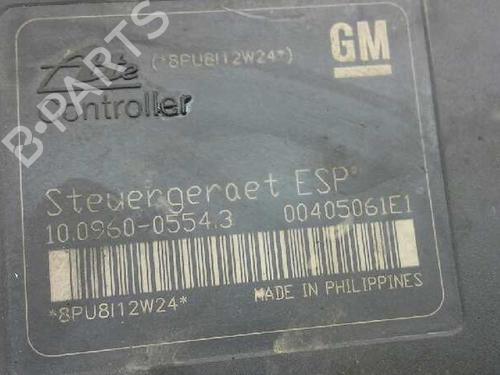 (*8PU8I12W24*)
GM
Ate
Controller
B-PARTS
Steuergeraet ESP
10.0960-0554.3 00405061E1
*8PU8I12W24* MADE IN PHILIPPINES